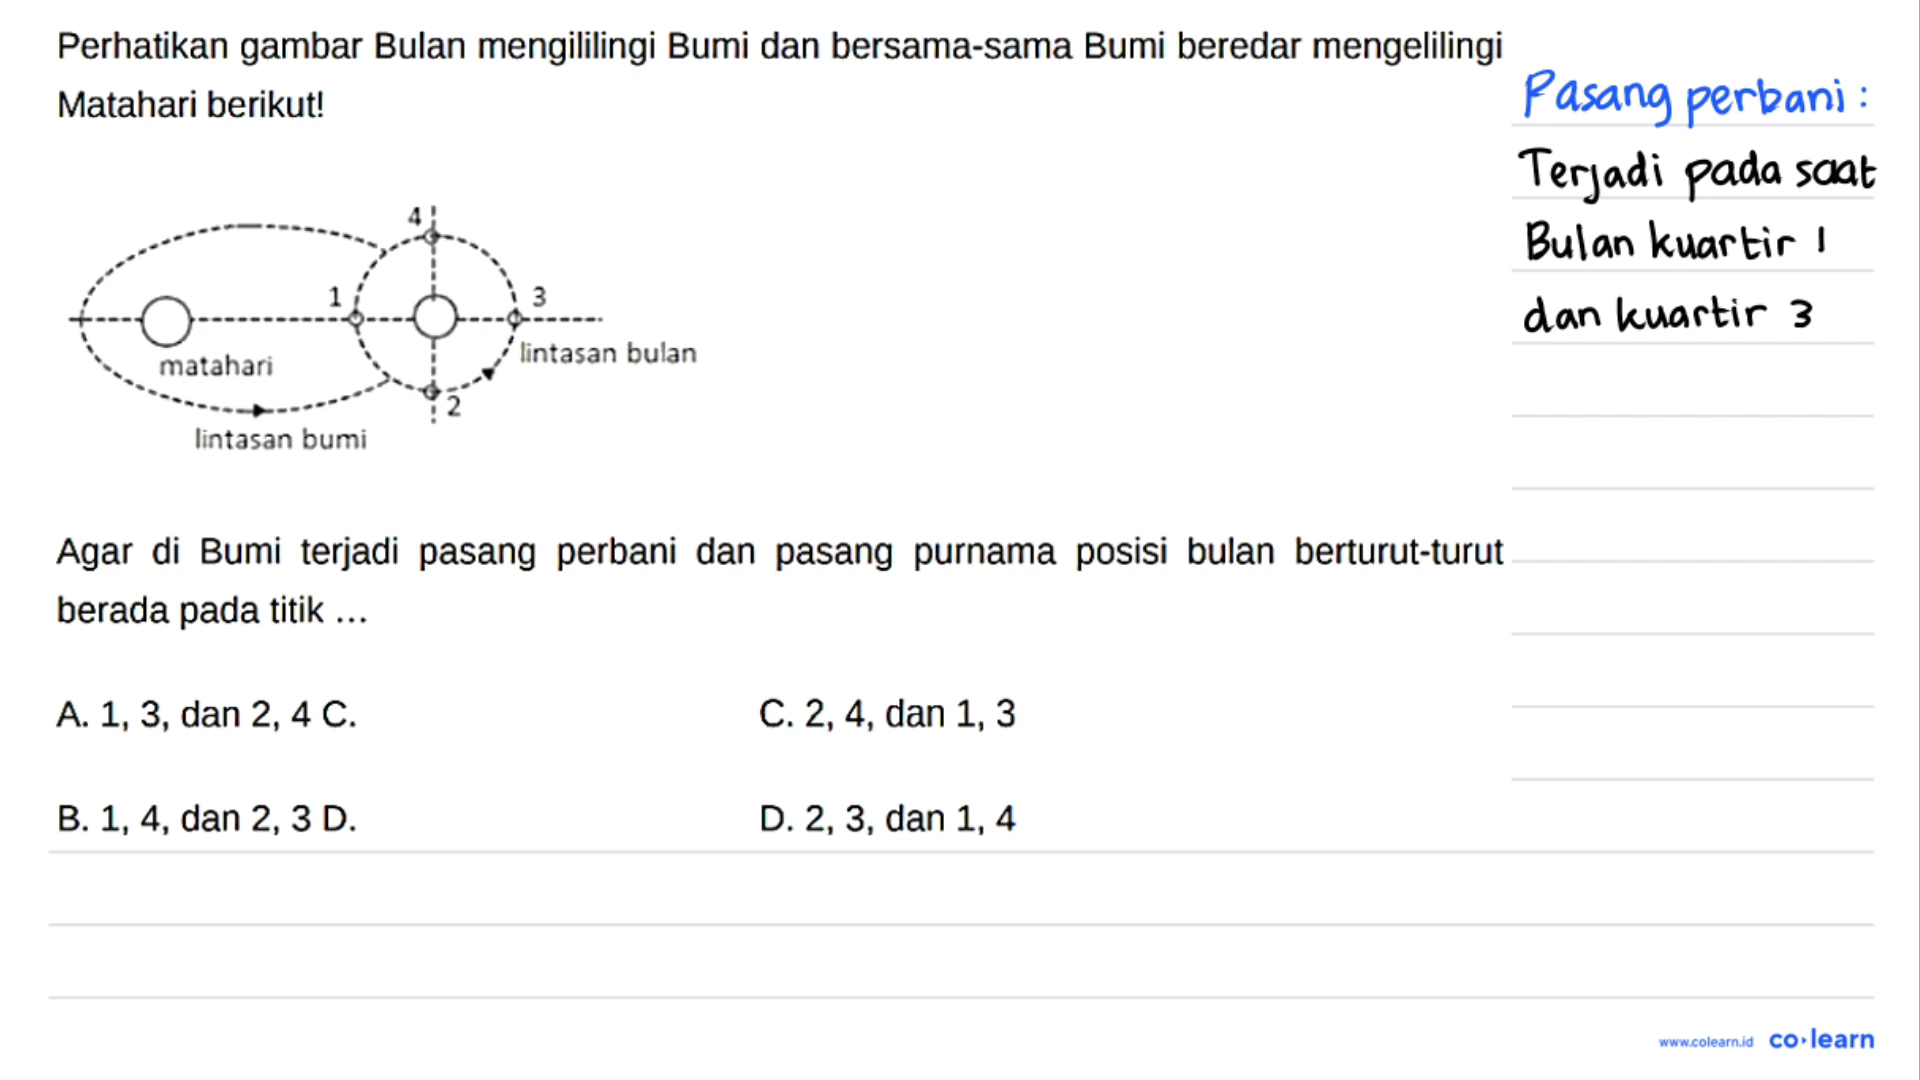 Perhatikan gambar Bulan mengililingi Bumi dan bersama-sama Bumi beredar mengelilingi
Matahari berikut!
Pasang perbani :
Terjadi pada saat
Bulan kuartir 1
dan kuartir 3
4
1
3
matahari
lintasan bulan
2
lintasan bumi
Agar di Bumi terjadi pasang perbani dan pasang purnama posisi bulan berturut-turut
berada pada titik ...
A. 1, 3, dan 2, 4 C.
C. 2, 4, dan 1, 3
B. 1, 4, dan 2, 3 D.
D. 2, 3, dan 1, 4
www.colearn.id co·learn